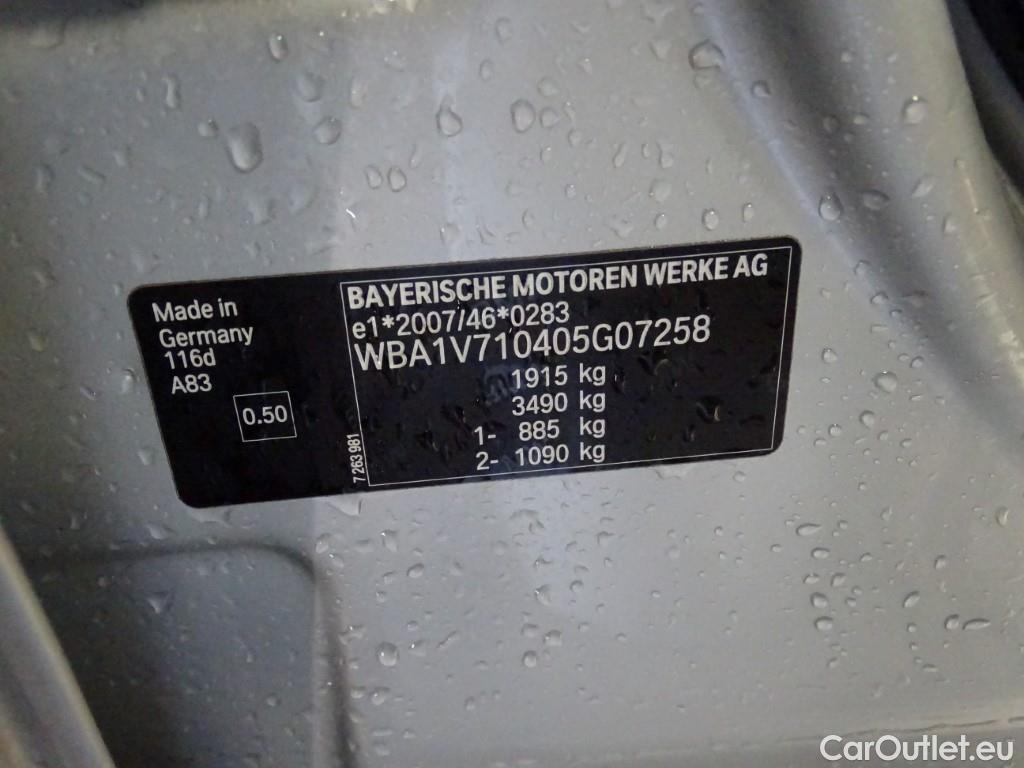 Made in
Germany
116d
A83
0.50
BAYERISCHE MOTOREN WERKE AG
e1*2007/46*0283
WBA1V710405G07258
1915 kg
3490 kg
1- 885 kg
2- 1090 kg
7 263 981
CarOutlet.eu